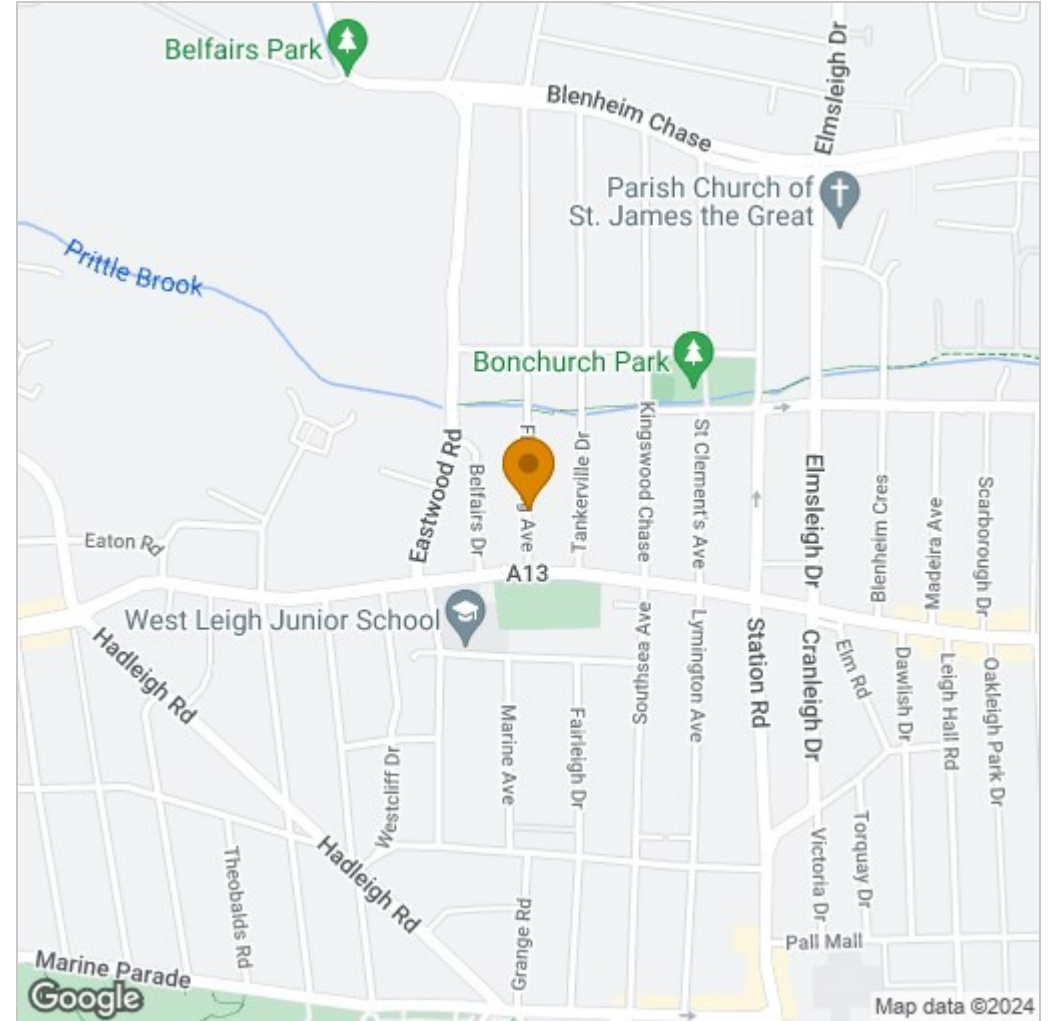 Belfairs Park
Blenheim Chase
Elmsleigh Dr
Parish Church of
St. James the Great
Prittle Brook
Bonchurch Park
Eastwood Rd
Belfairs Dr
Ave
Tankerville Dr
Kingswood Chase
St Clement's Ave
Elmsleigh Dr
Blenheim Cres
Madeira Ave
Scarborough Dr
Eaton Rd
A13
West Leigh Junior School
Hadleigh Rd
Marine Ave
Fairleigh Dr
Southsea Ave
Lymington Ave
Station Rd
Cranleigh Dr
Elm Rd
Dawlish Dr
Leigh Hall Rd
Oakleigh Park Dr
Westcliff Dr
Hadleigh Rd
Theobalds Rd
Grange Rd
Victoria Dr
Torquay Dr
Pall Mall
Marine Parade
Google
Map data ©2024